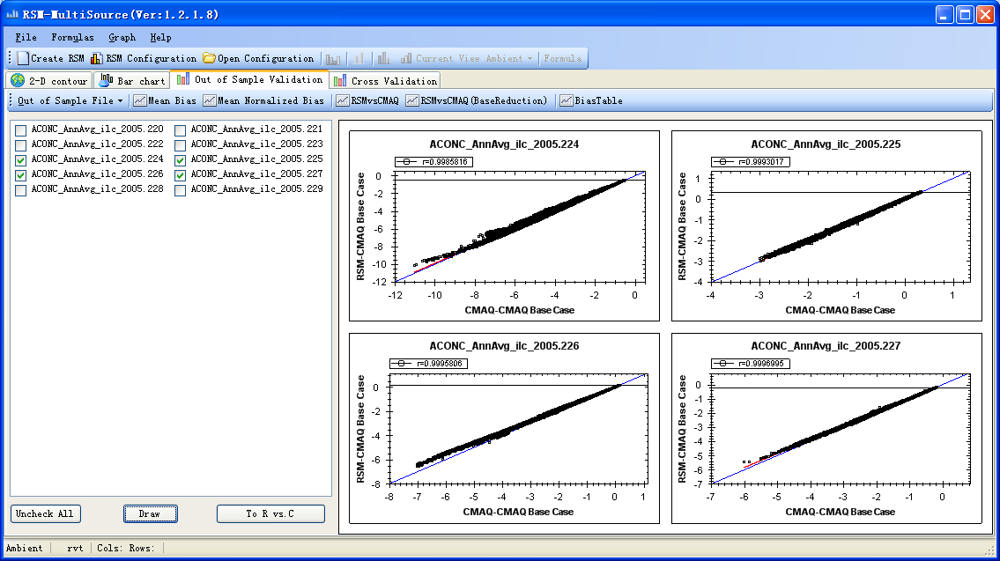 RSM-MultiSource(Ver:1.2.1.8)
File Formulas Graph Help
Create RSM RSM Configuration Open Configuration Current View Ambient Formula
2-D contour Bar chart Out of Sample Validation Cross Validation
Out of Sample File Mean Bias Mean Normalized Bias RSMvsCMAQ RSMvsCMAQ(BaseReduction) BiasTable
ACONC_AnnAvg_ilc_2005.220 ACONC_AnnAvg_ilc_2005.221
ACONC_AnnAvg_ilc_2005.222 ACONC_AnnAvg_ilc_2005.223
ACONC_AnnAvg_ilc_2005.224 ACONC_AnnAvg_ilc_2005.225
ACONC_AnnAvg_ilc_2005.226 ACONC_AnnAvg_ilc_2005.227
ACONC_AnnAvg_ilc_2005.228 ACONC_AnnAvg_ilc_2005.229
Uncheck All Draw To R vs.C
ACONC_AnnAvg_ilc_2005.224
r=0.9985816
RSM-CMAQ Base Case
0
-2
-4
-6
-8
-10
-12
-12 -10 -8 -6 -4 -2 0
CMAQ-CMAQ Base Case
ACONC_AnnAvg_ilc_2005.225
r=0.9993017
RSM-CMAQ Base Case
1
0
-1
-2
-3
-4
-4 -3 -2 -1 0 1
CMAQ-CMAQ Base Case
ACONC_AnnAvg_ilc_2005.226
r=0.9995806
RSM-CMAQ Base Case
0
-2
-4
-6
-8
-8 -7 -6 -5 -4 -3 -2 -1 0 1
CMAQ-CMAQ Base Case
ACONC_AnnAvg_ilc_2005.227
r=0.9996995
RSM-CMAQ Base Case
0
-1
-2
-3
-4
-5
-6
-7
-7 -6 -5 -4 -3 -2 -1 0
CMAQ-CMAQ Base Case
Ambient rvt Cols: Rows: